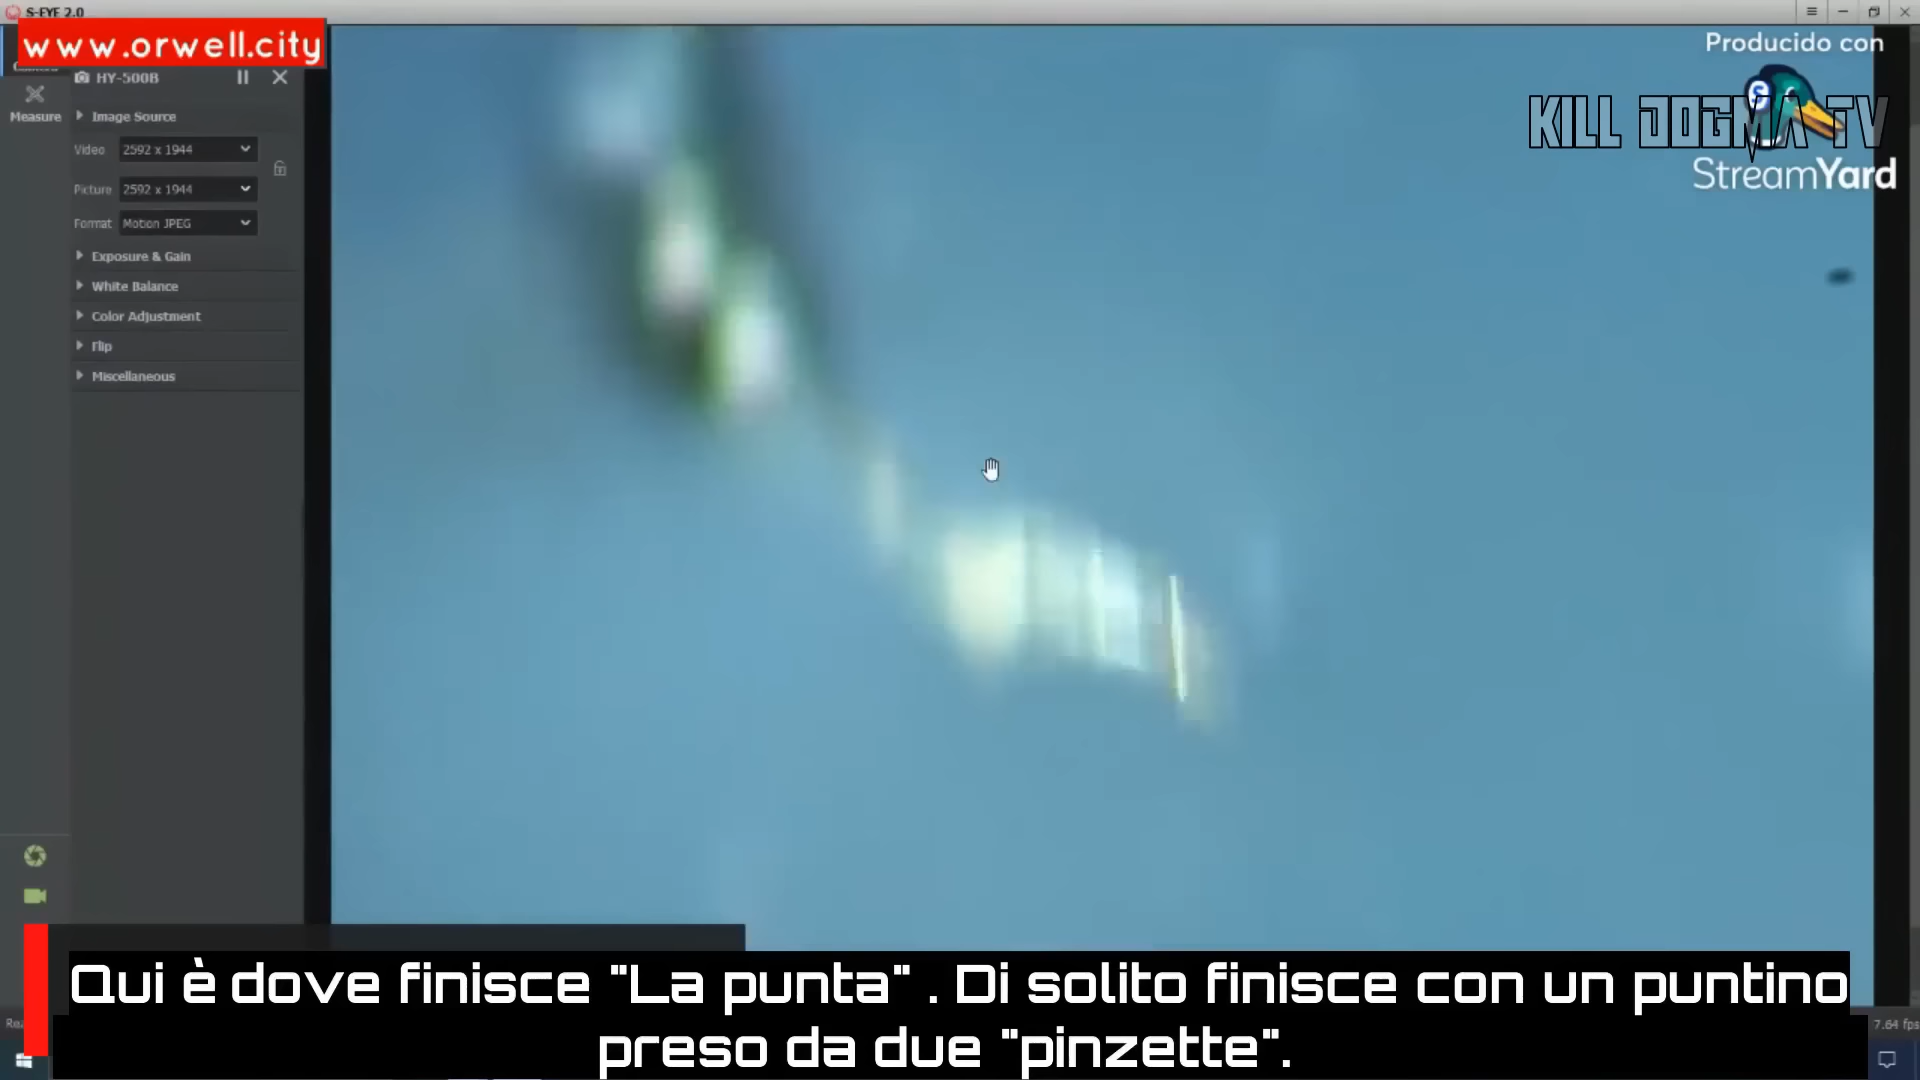 S-EYE 2.0
www.orwell.city
Producido con
KILL DOGMA TV
StreamYard
HY-500B
Measure
Image Source
Video 2592 x 1944
Picture 2592 x 1944
Format Motion JPEG
Exposure & Gain
White Balance
Color Adjustment
Flip
Miscellaneous
Qui è dove finisce "La punta" . Di solito finisce con un puntino
preso da due "pinzette".
7.64 fps